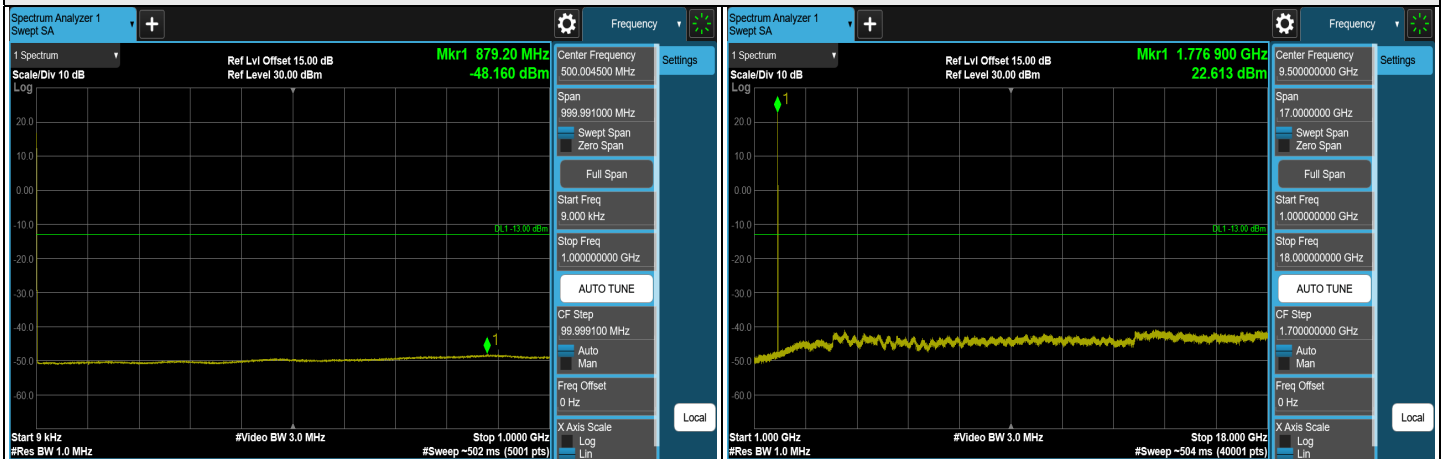 Spectrum Analyzer 1
Swept SA
+
Frequency
1 Spectrum
Scale/Div 10 dB
Log
Ref Lvl Offset 15.00 dB
Ref Level 30.00 dBm
Mkr1 879.20 MHz
-48.160 dBm
20.0
10.0
0.00
-10.0
-20.0
-30.0
-40.0
-50.0
-60.0
DL1 -13.00 dBm
1
Start 9 kHz
#Res BW 1.0 MHz
#Video BW 3.0 MHz
Stop 1.0000 GHz
#Sweep ~502 ms (5001 pts)
Center Frequency
500.004500 MHz
Settings
Span
999.991000 MHz
Swept Span
Zero Span
Full Span
Start Freq
9.000 kHz
Stop Freq
1.000000000 GHz
AUTO TUNE
CF Step
99.999100 MHz
Auto
Man
Freq Offset
0 Hz
X Axis Scale
Log
Lin
Local
Spectrum Analyzer 1
Swept SA
+
Frequency
1 Spectrum
Scale/Div 10 dB
Log
Ref Lvl Offset 15.00 dB
Ref Level 30.00 dBm
Mkr1 1.776 900 GHz
22.613 dBm
1
20.0
10.0
0.00
-10.0
-20.0
-30.0
-40.0
-50.0
-60.0
DL1 -13.00 dBm
Start 1.000 GHz
#Res BW 1.0 MHz
#Video BW 3.0 MHz
Stop 18.000 GHz
#Sweep ~504 ms (40001 pts)
Center Frequency
9.500000000 GHz
Settings
Span
17.0000000 GHz
Swept Span
Zero Span
Full Span
Start Freq
1.000000000 GHz
Stop Freq
18.000000000 GHz
AUTO TUNE
CF Step
1.700000000 GHz
Auto
Man
Freq Offset
0 Hz
X Axis Scale
Log
Lin
Local